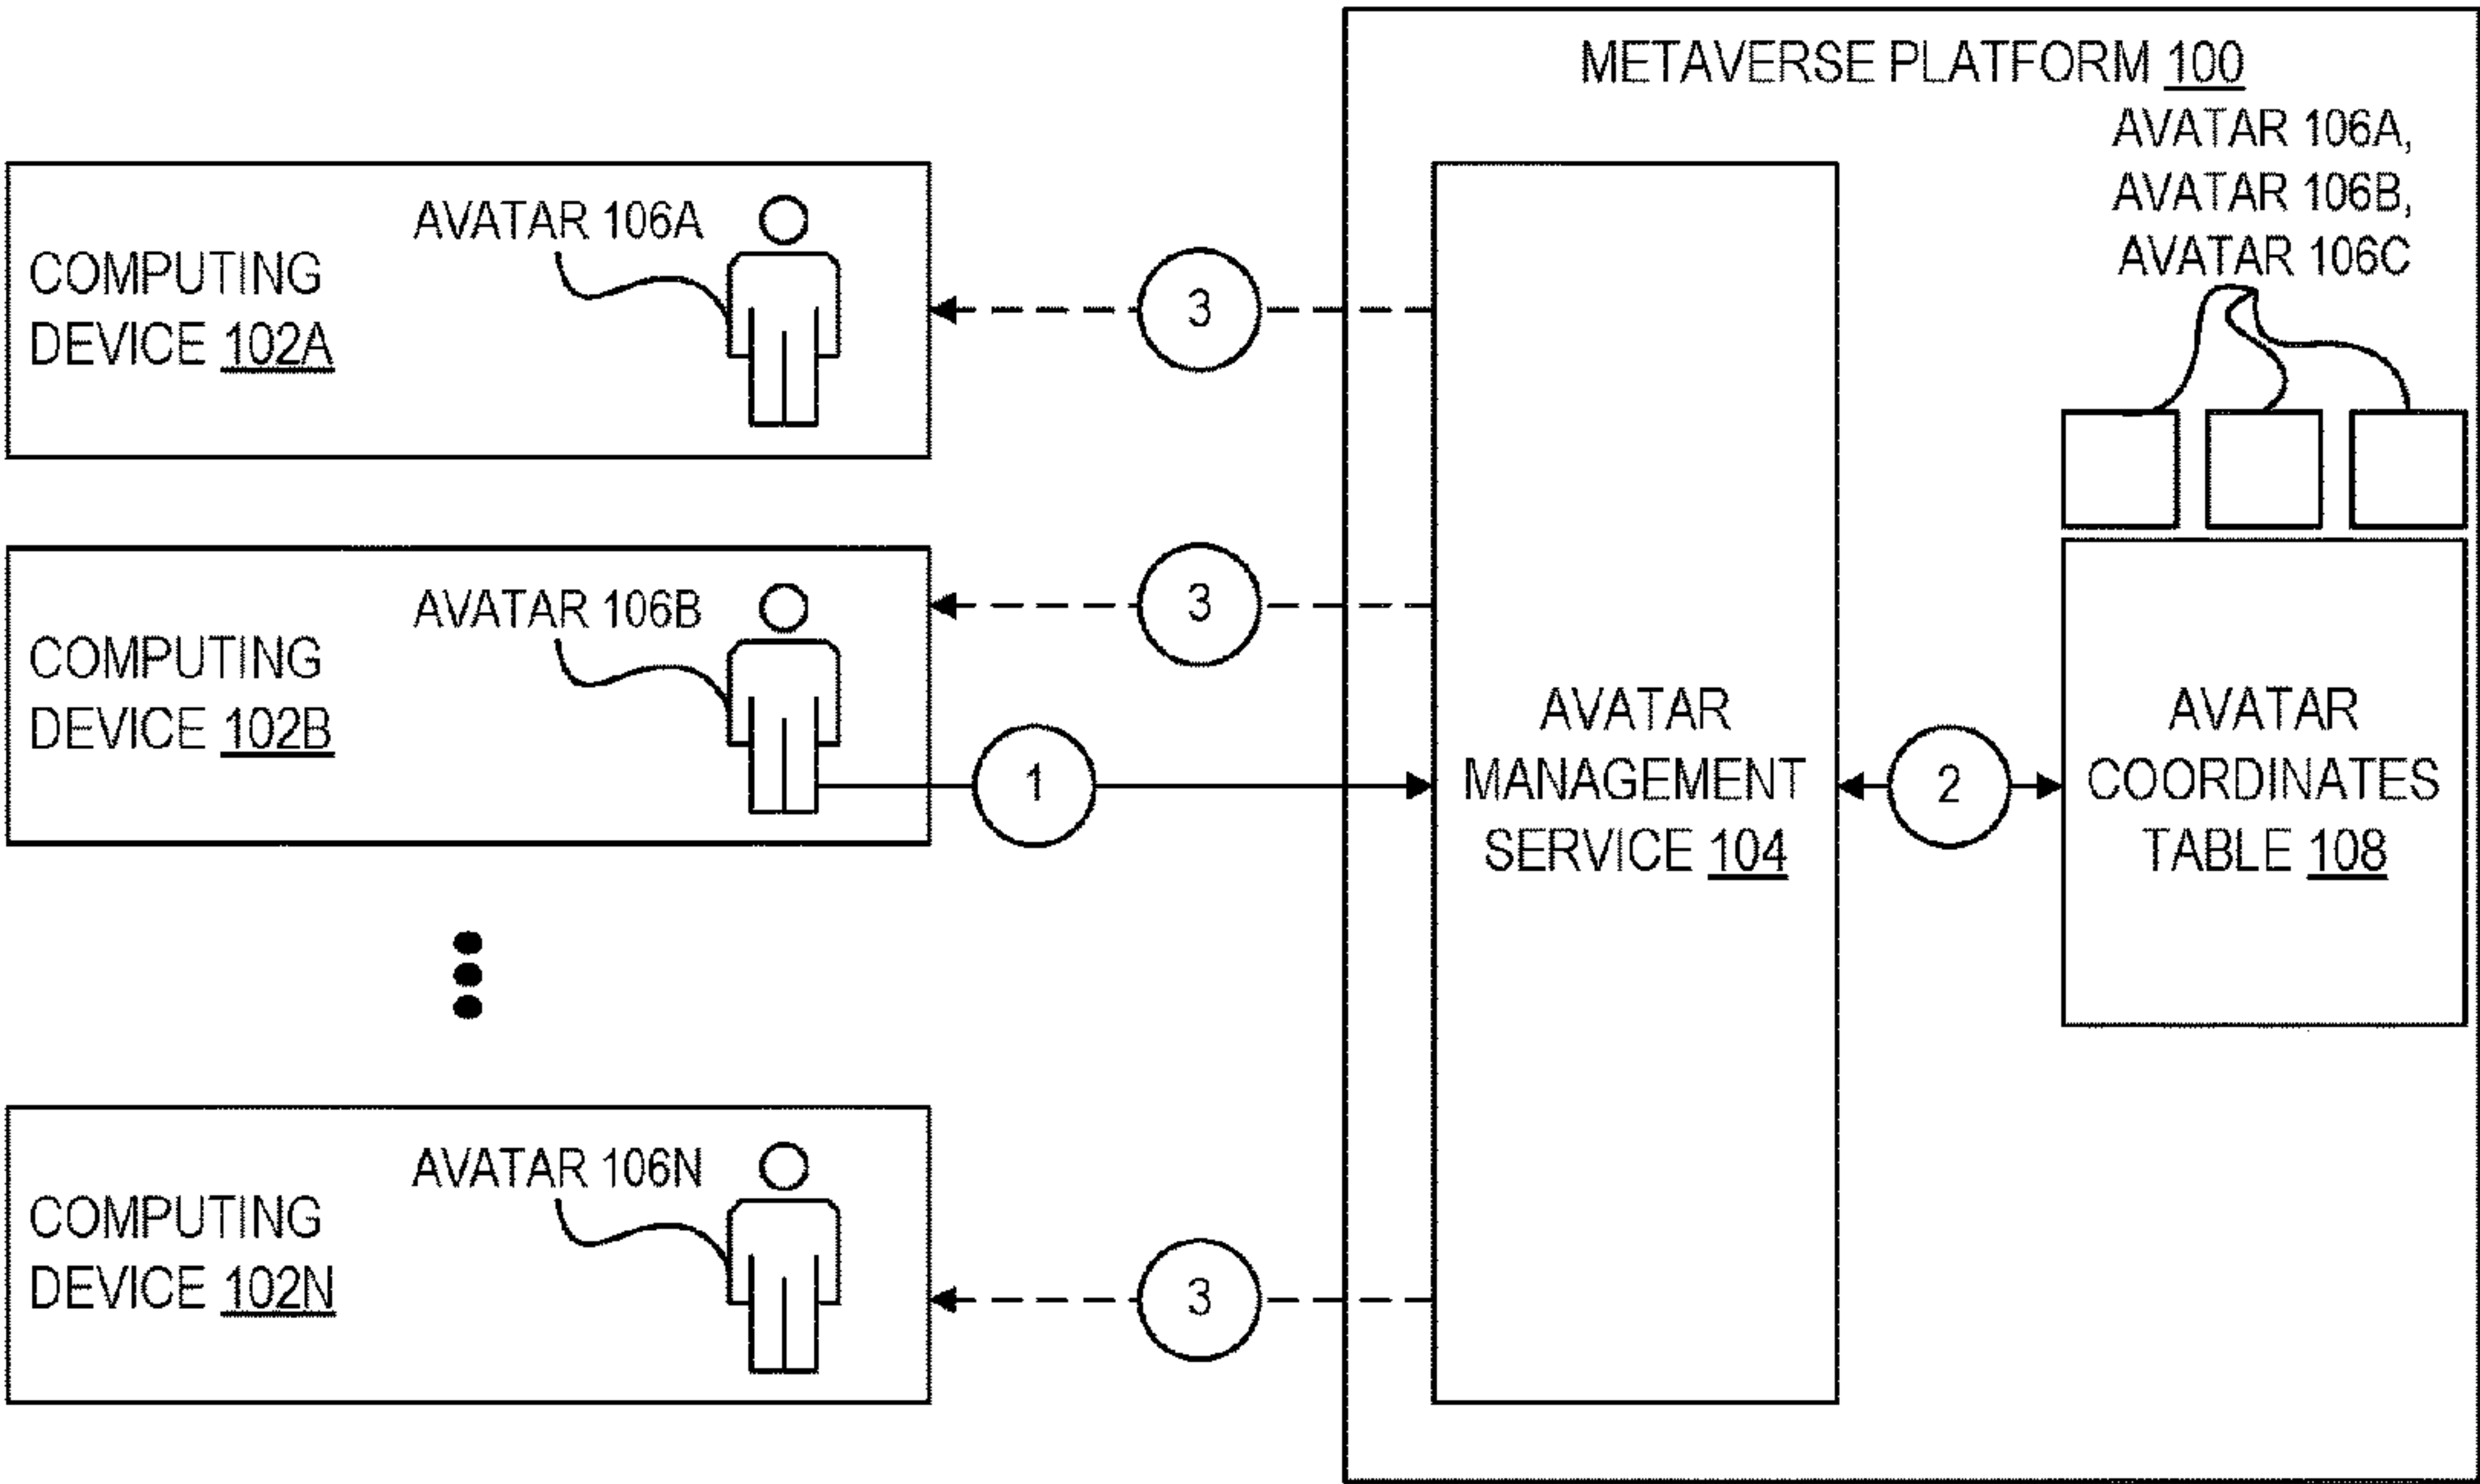 METAVERSE PLATFORM 100
AVATAR 106A,
AVATAR 106B,
AVATAR 106C
AVATAR 106A
COMPUTING
DEVICE 102A
3
AVATAR 106B
COMPUTING
DEVICE 102B
3
1
AVATAR
MANAGEMENT
SERVICE 104
2
AVATAR
COORDINATES
TABLE 108
AVATAR 106N
COMPUTING
DEVICE 102N
3